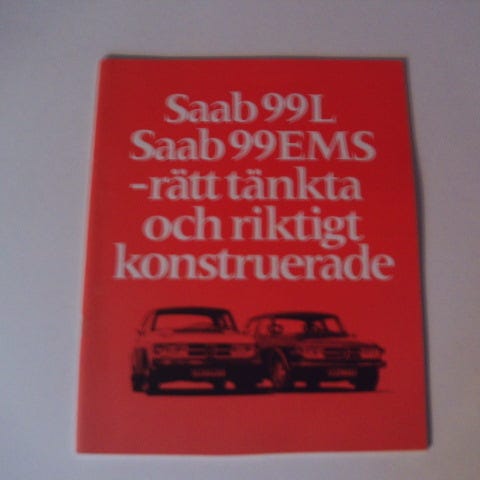 Saab 99L
Saab 99EMS
-rätt tänkta
och riktigt
konstruerade